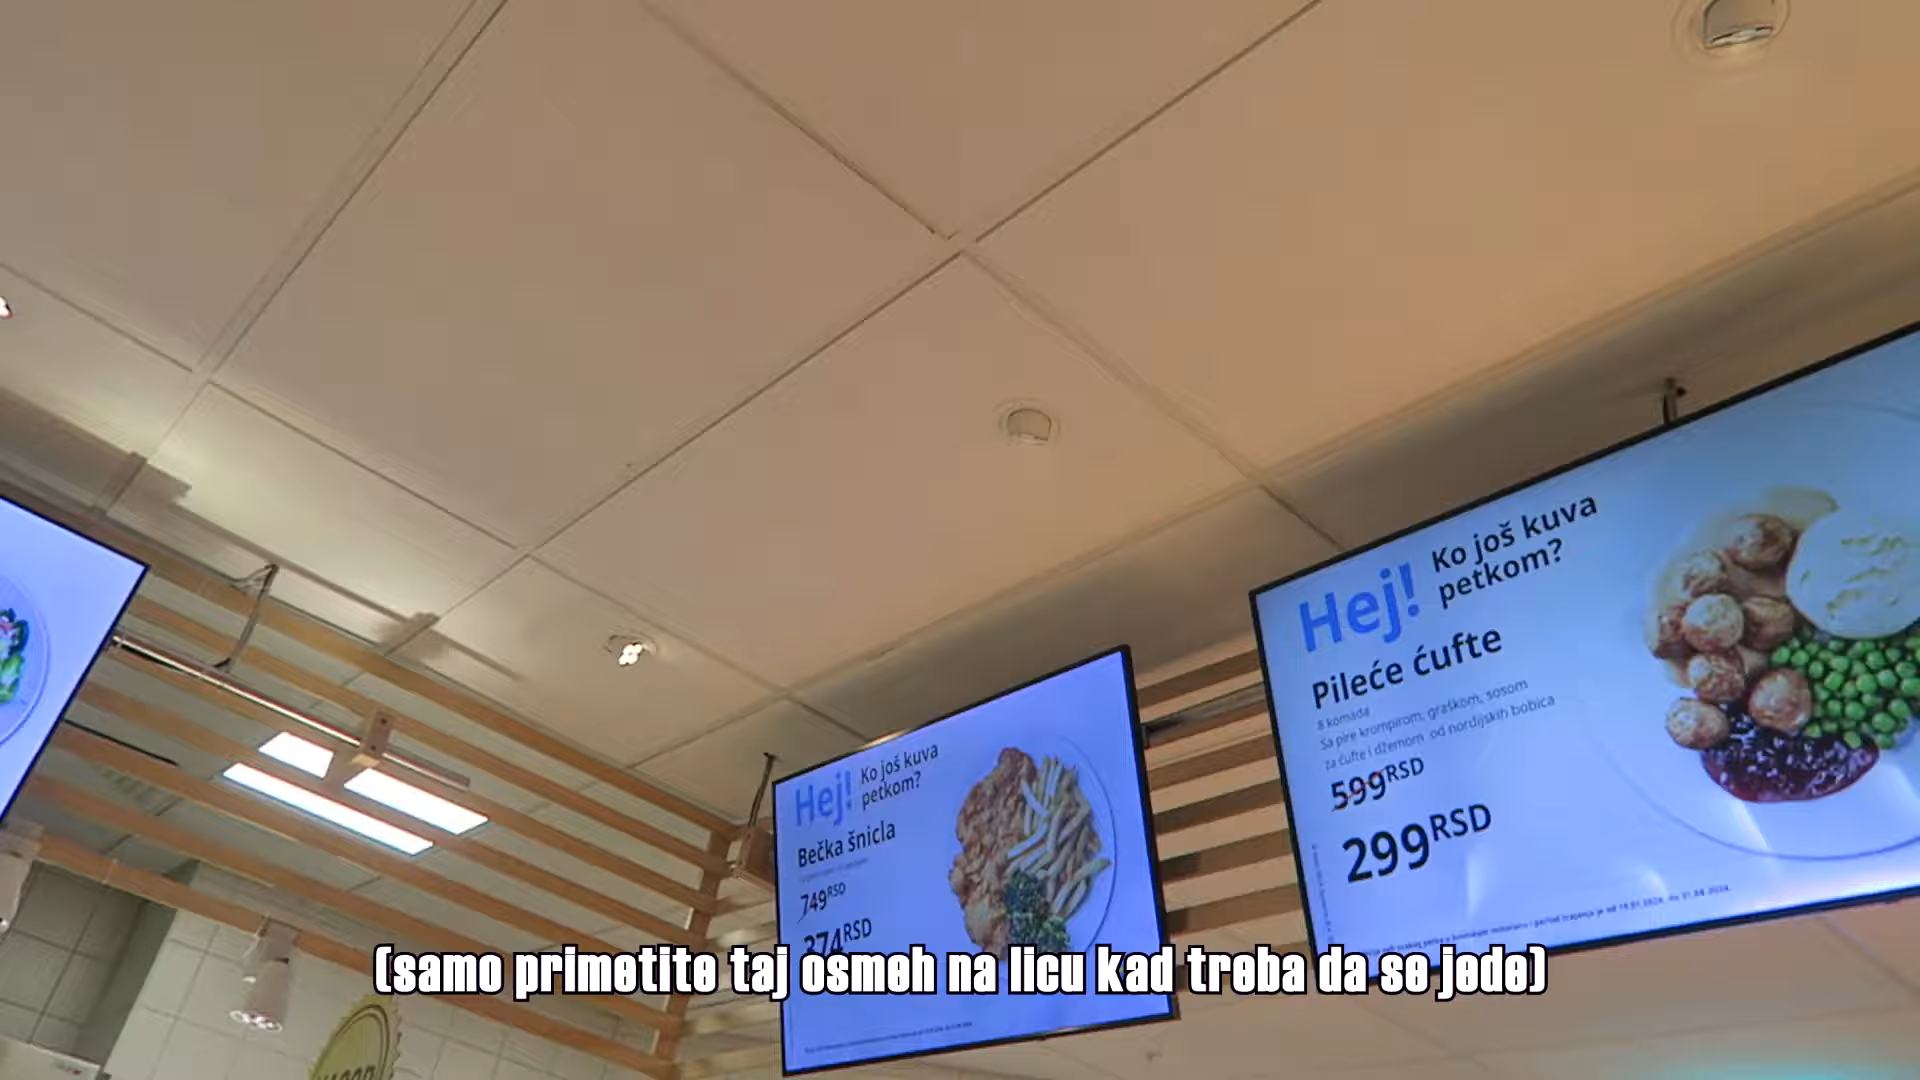 Hej!
Ko još kuva
petkom?
Bečka šnicla
749RSD
374RSD
Hej!
Ko još kuva
petkom?
Pileće ćufte
8 komada
Sa pire krompirom, graškom, sosom
za ćufte i džemom od nordijskih bobica
599RSD
299RSD
(samo primetite taj osmeh na licu kad treba da se jede)